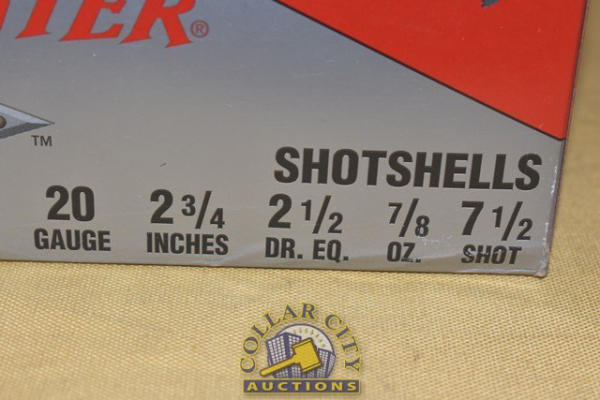 ®
™
SHOTSHELLS
20 2 3/4 2 1/2 7/8 7 1/2
GAUGE INCHES DR. EQ. OZ. SHOT
COLLAR CITY
AUCTIONS